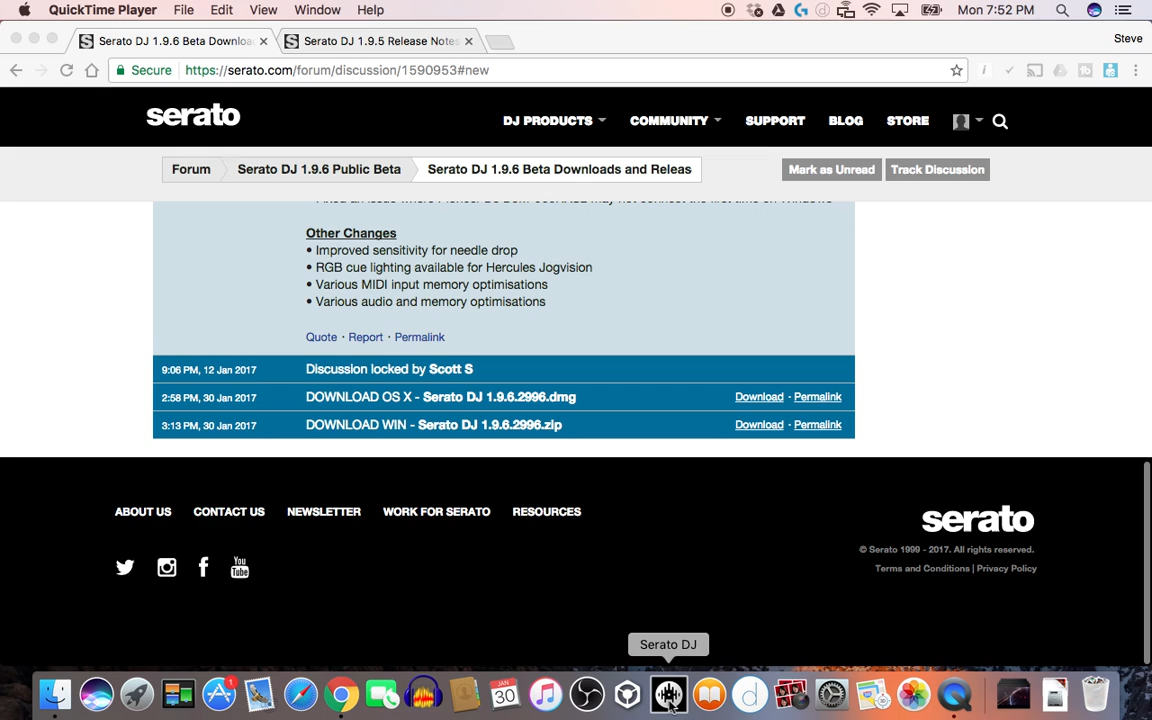 QuickTime Player File Edit View Window Help Mon 7:52 PM
Serato DJ 1.9.6 Beta Downloa Serato DJ 1.9.5 Release Notes Steve
Secure https://serato.com/forum/discussion/1590953#new
serato DJ PRODUCTS COMMUNITY SUPPORT BLOG STORE
Forum Serato DJ 1.9.6 Public Beta Serato DJ 1.9.6 Beta Downloads and Releas Mark as Unread Track Discussion
Other Changes
• Improved sensitivity for needle drop
• RGB cue lighting available for Hercules Jogvision
• Various MIDI input memory optimisations
• Various audio and memory optimisations
Quote · Report · Permalink
9:06 PM, 12 Jan 2017 Discussion locked by Scott S
2:58 PM, 30 Jan 2017 DOWNLOAD OS X - Serato DJ 1.9.6.2996.dmg Download · Permalink
3:13 PM, 30 Jan 2017 DOWNLOAD WIN - Serato DJ 1.9.6.2996.zip Download · Permalink
ABOUT US CONTACT US NEWSLETTER WORK FOR SERATO RESOURCES
serato
© Serato 1999 - 2017. All rights reserved.
Terms and Conditions | Privacy Policy
You
Tube
Serato DJ
1
30